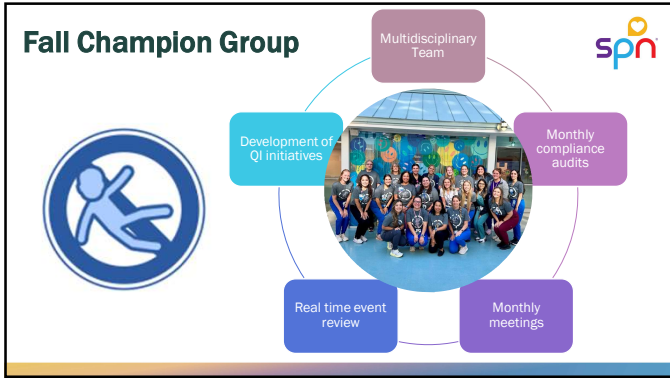 Fall Champion Group
spn
Multidisciplinary
Team
Monthly
compliance
audits
Monthly
meetings
Real time event
review
Development of
QI initiatives